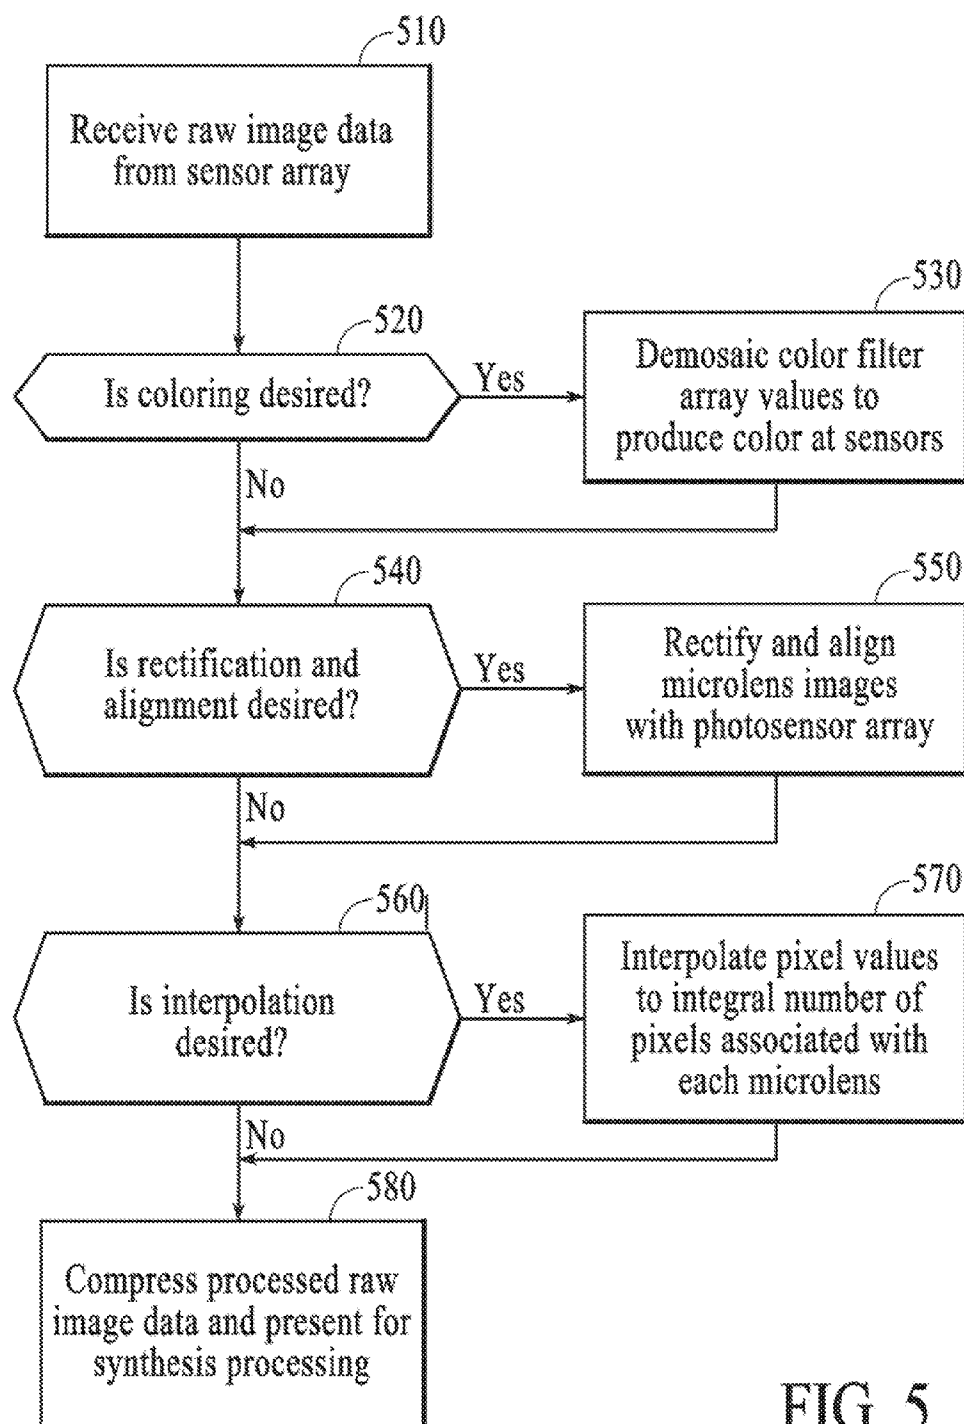 510
Receive raw image data
from sensor array
520
Is coloring desired?
Yes
530
Demosaic color filter
array values to
produce color at sensors
No
540
Is rectification and
alignment desired?
Yes
550
Rectify and align
microlens images
with photosensor array
No
560
Is interpolation
desired?
Yes
570
Interpolate pixel values
to integral number of
pixels associated with
each microlens
No
580
Compress processed raw
image data and present for
synthesis processing
FIG. 5